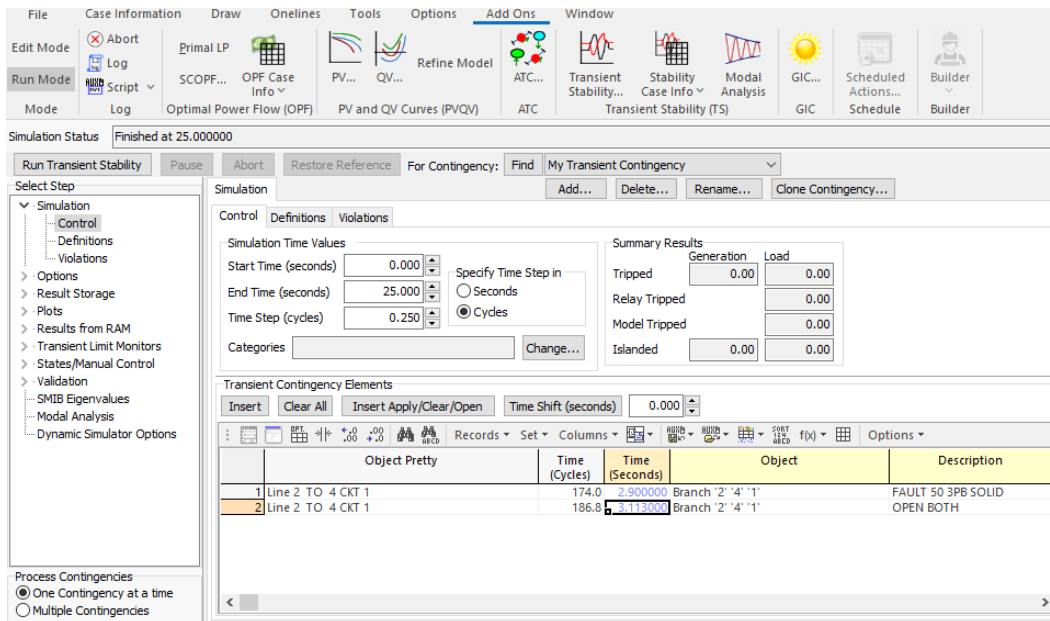 File Case Information Draw Onelines Tools Options Add Ons Window
Edit Mode Abort Primal LP
Log Refine Model
Run Mode Script SCOPF... OPF Case Info PV... QV... ATC... Transient Stability... Stability Case Info Modal Analysis GIC... Scheduled Actions... Builder
Mode Log Optimal Power Flow (OPF) PV and QV Curves (PVQV) ATC Transient Stability (TS) GIC Schedule Builder
Simulation Status Finished at 25.000000
Run Transient Stability Pause Abort Restore Reference For Contingency: Find My Transient Contingency
Select Step
Simulation
Control
Definitions
Violations
Options
Result Storage
Plots
Results from RAM
Transient Limit Monitors
States/Manual Control
Validation
SMIB Eigenvalues
Modal Analysis
Dynamic Simulator Options
Process Contingencies
One Contingency at a time
Multiple Contingencies
Simulation Add... Delete... Rename... Clone Contingency...
Control Definitions Violations
Simulation Time Values
Start Time (seconds) 0.000
End Time (seconds) 25.000
Time Step (cycles) 0.250
Specify Time Step in
Seconds
Cycles
Categories Change...
Summary Results
Generation Load
Tripped 0.00 0.00
Relay Tripped 0.00
Model Tripped 0.00
Islanded 0.00 0.00
Transient Contingency Elements
Insert Clear All Insert Apply/Clear/Open Time Shift (seconds) 0.000
Records Set Columns f(x) Options
Object Pretty Time (Cycles) Time (Seconds) Object Description
1 Line 2 TO 4 CKT 1 174.0 2.900000 Branch '2' '4' '1' FAULT 50 3PB SOLID
2 Line 2 TO 4 CKT 1 186.8 3.113000 Branch '2' '4' '1' OPEN BOTH